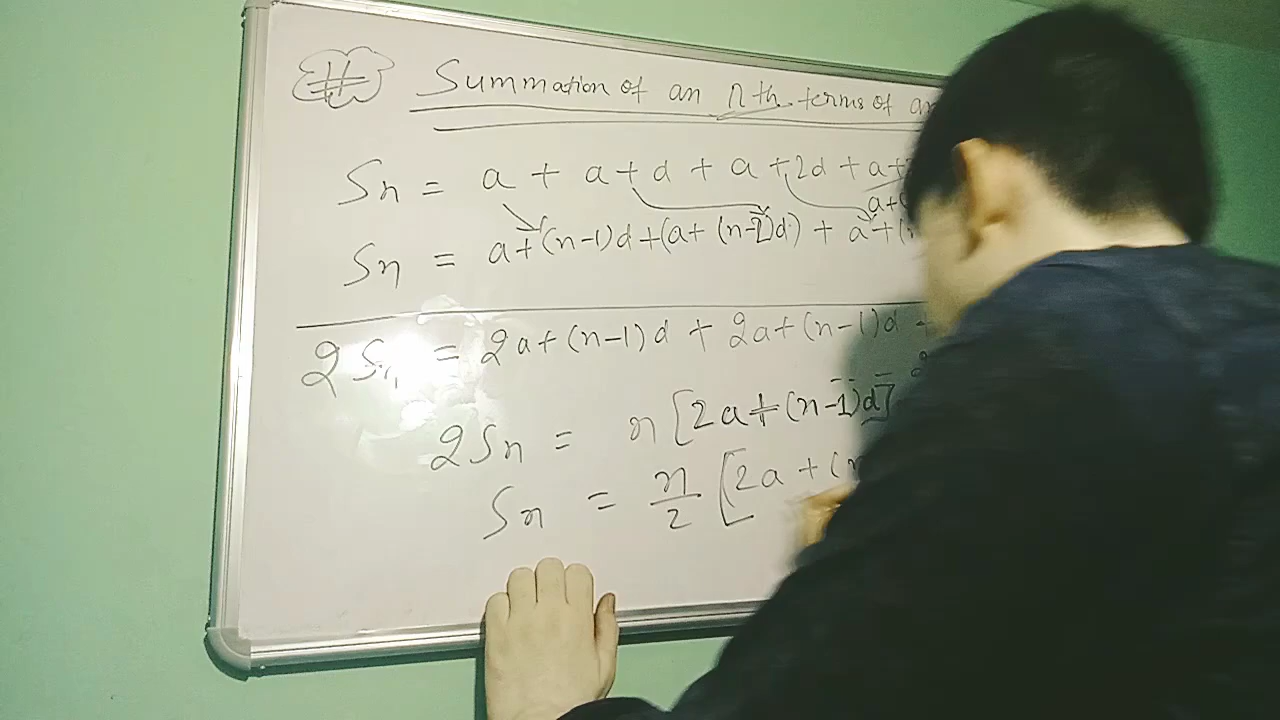 # Summation of an nth terms of
Sn = a + a + d + a + 2d + a +
a + (
Sn = a + (n-1)d + (a + (n-2)d) + a + (
2Sn = 2a + (n-1)d + 2a + (n-1)d +
2Sn = n [2a + (n-1)d]
Sn = n/2 [2a + (n